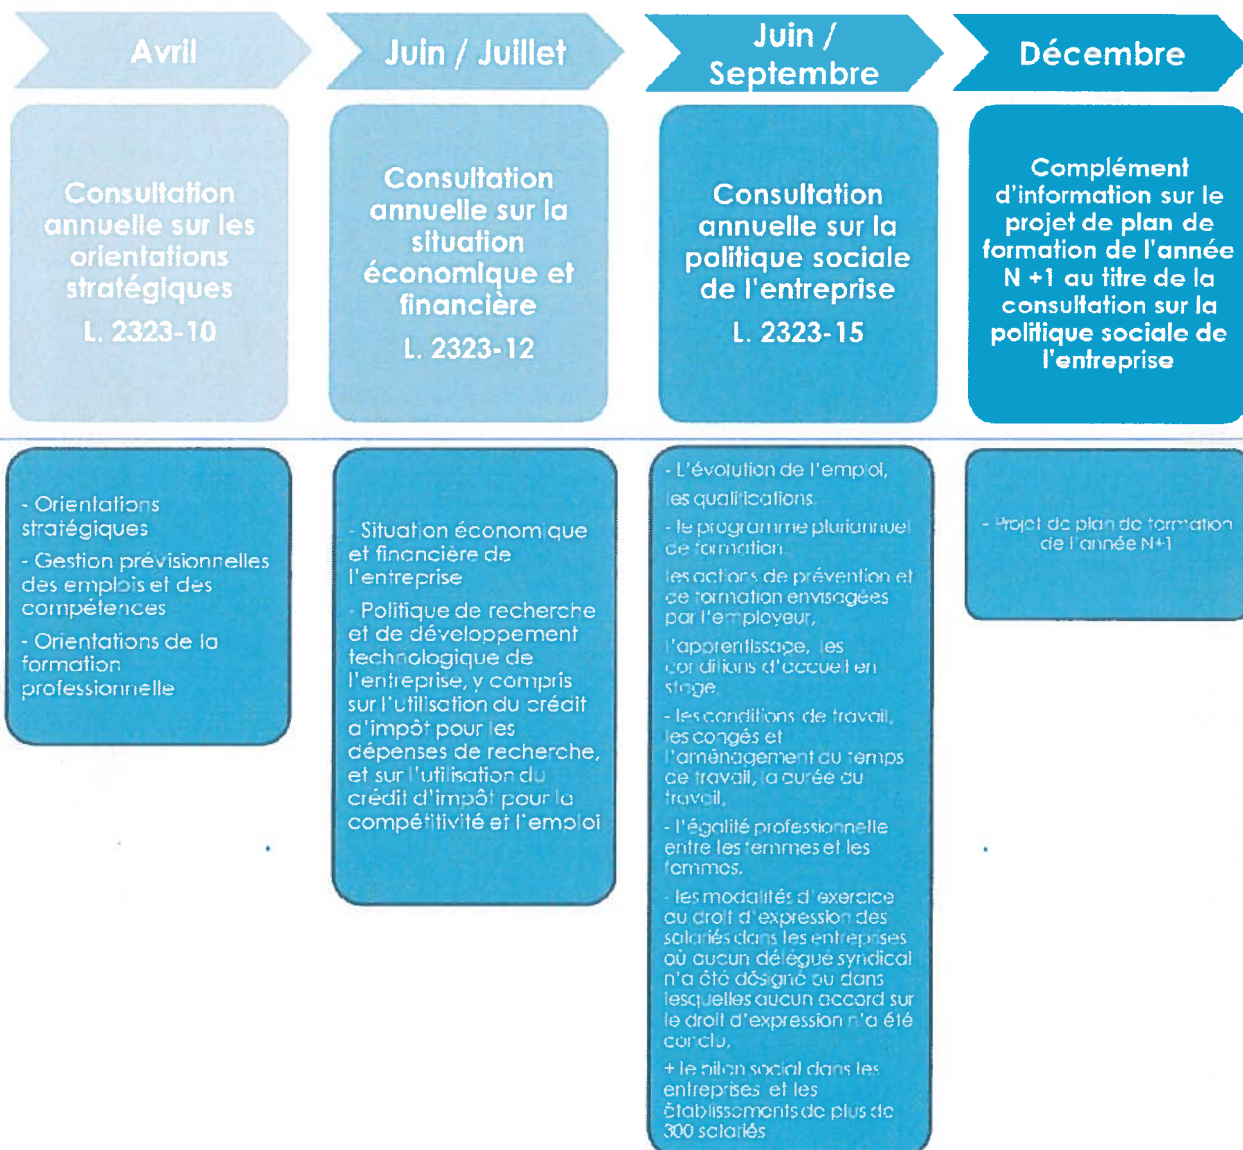 Avril
Juin / Juillet
Juin /
Septembre
Décembre
Consultation
annuelle sur les
orientations
stratégiques
L. 2323-10
Consultation
annuelle sur la
situation
économique et
financière
L. 2323-12
Consultation
annuelle sur la
politique sociale
de l'entreprise
L. 2323-15
Complément
d'information sur le
projet de plan de
formation de l'année
N +1 au titre de la
consultation sur la
politique sociale de
l'entreprise
- Orientations
stratégiques
- Gestion prévisionnelles
des emplois et des
compétences
- Orientations de la
formation
professionnelle
- Situation économique
et financière de
l'entreprise
- Politique de recherche
et de développement
technologique de
l'entreprise, y compris
sur l'utilisation du crédit
d'impôt pour les
dépenses de recherche,
et sur l'utilisation du
crédit d'impôt pour la
compétitivité et l'emploi
- L'évolution de l'emploi,
les qualifications.
- le programme pluriannuel
de formation.
les actions de prévention et
de formation envisagées
par l'employeur,
l'apprentissage, les
conditions d'accueil en
stage,
- les conditions de travail,
les congés et
l'aménagement du temps
de travail, la durée du
travail,
- l'égalité professionnelle
entre les femmes et les
- les modalités d'exercice
du droit d'expression des
salariés dans les entreprises
où aucun délégué syndical
n'a été désigné ou dans
lesquelles aucun accord sur
le droit d'expression n'a été
conclu,
+ le bilan social dans les
entreprises et les
établissements de plus de
300 salariés
- Projet de plan de formation
de l'année N+1